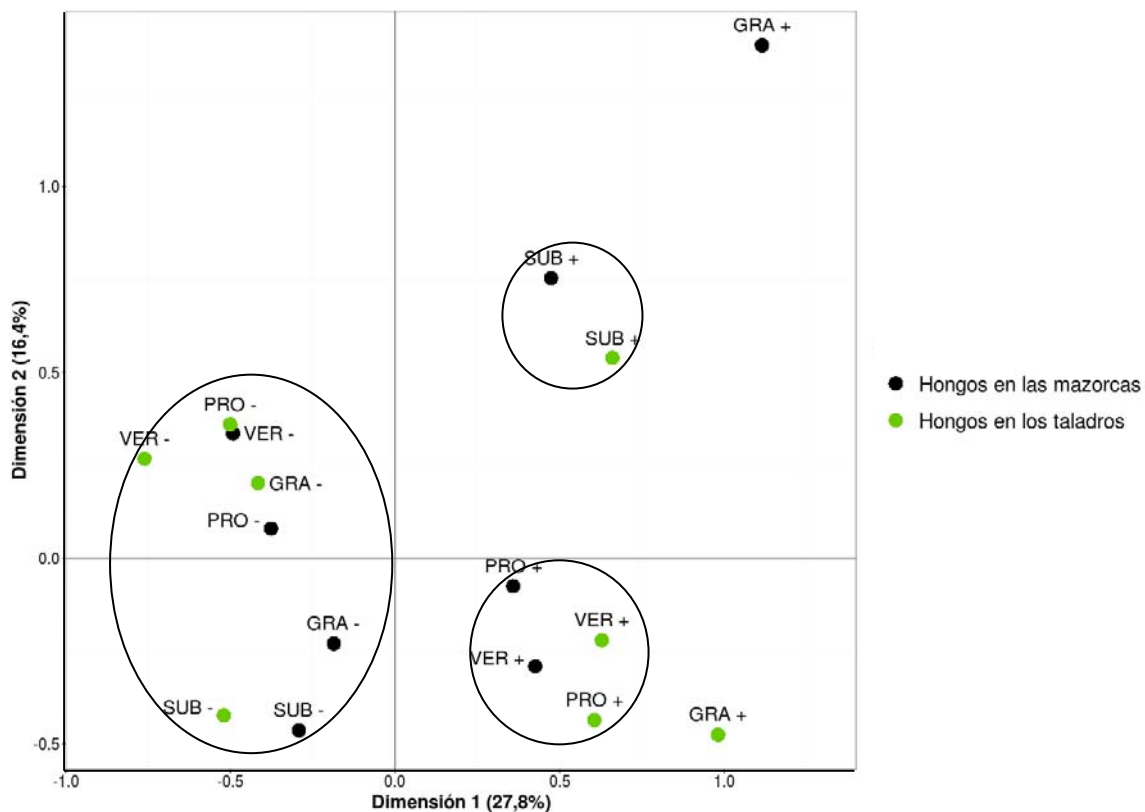 GRA +
1.0
SUB +
SUB +
0.5
PRO -
VER -
VER -
GRA -
PRO -
0.0
PRO +
GRA -
VER +
VER +
SUB -
SUB -
PRO +
GRA +
-0.5
-1.0
-0.5
0.0
0.5
1.0
Dimensión 1 (27,8%)
Dimensión 2 (16,4%)
Hongos en las mazorcas
Hongos en los taladros